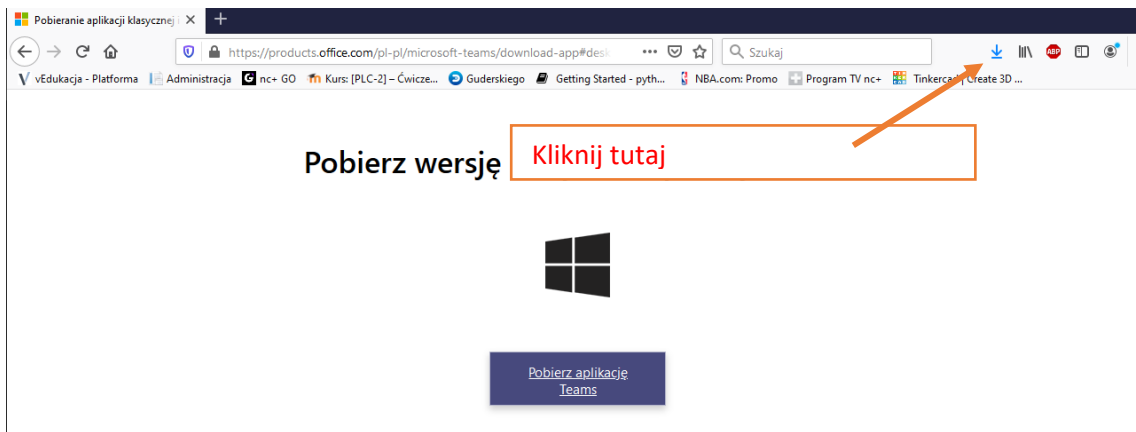 Pobieranie aplikacji klasycznej i
https://products.office.com/pl-pl/microsoft-teams/download-app#desk
Szukaj
ABP
vEdukacja - Platforma Administracja nc+ GO Kurs: [PLC-2] – Ćwicze... Guderskiego Getting Started - pyth... NBA.com: Promo Program TV nc+ Tinkercad | Create 3D ...
Pobierz wersję
Kliknij tutaj
Pobierz aplikację
Teams